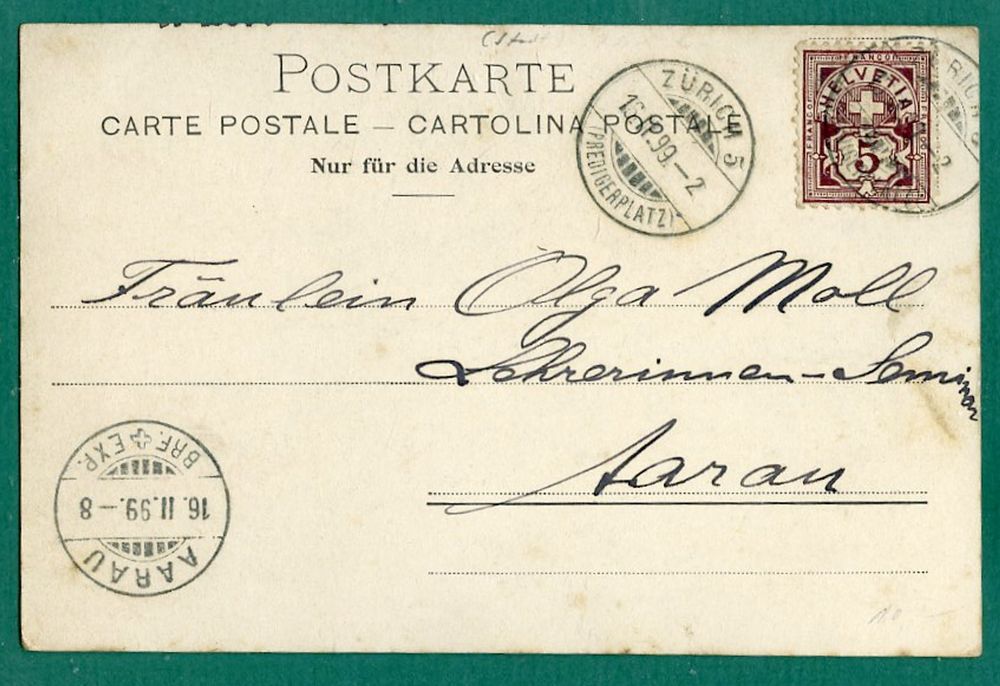 POSTKARTE
CARTE POSTALE – CARTOLINA POSTALE
Nur für die Adresse
ZÜRICH 5
16. II. 99. – 2
(PREDIGERPLATZ)
FRANCO
HELVETIA
5
Fräulein Olga Moll
Lehrerinnen-Seminar
Aarau
BRF. + EXP.
16. II. 99. – 8
AARAU